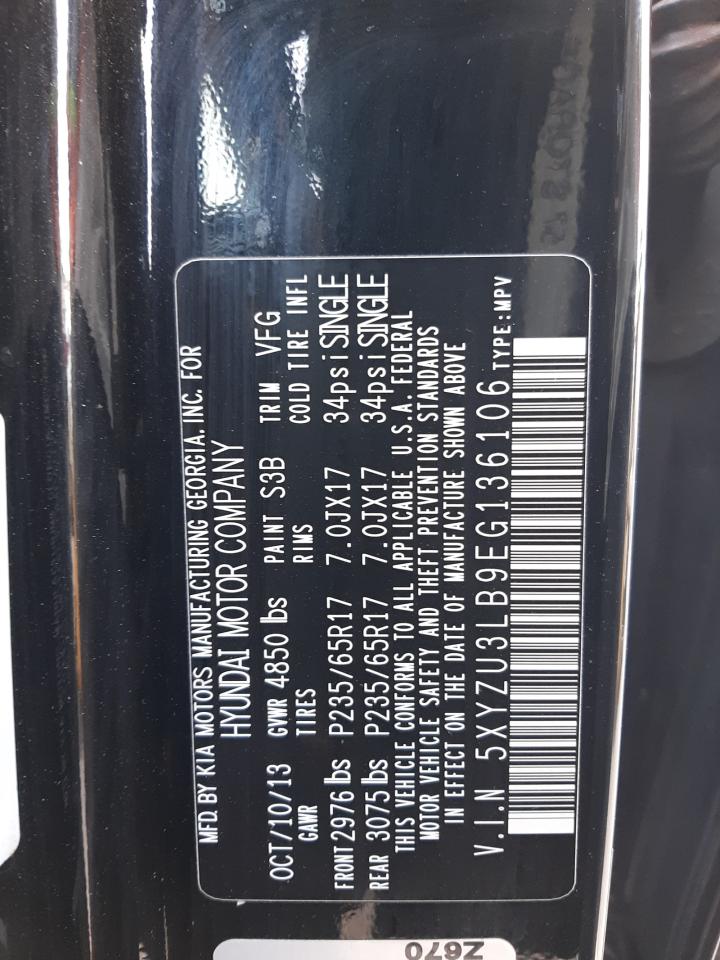 MFD. BY KIA MOTORS MANUFACTURING GEORGIA. INC. FOR
HYUNDAI MOTOR COMPANY
OCT/10/13 GVWR 4850 lbs PAINT S3B TRIM VFG
GAWR TIRES RIMS COLD TIRE INFL
FRONT 2976 lbs P235/65R17 7.0JX17 34psi SINGLE
REAR 3075 lbs P235/65R17 7.0JX17 34psi SINGLE
THIS VEHICLE CONFORMS TO ALL APPLICABLE U.S.A. FEDERAL
MOTOR VEHICLE SAFETY AND THEFT PREVENTION STANDARDS
IN EFFECT ON THE DATE OF MANUFACTURE SHOWN ABOVE
V.I.N 5XYZU3LB9EG136106 TYPE:MPV
Z670